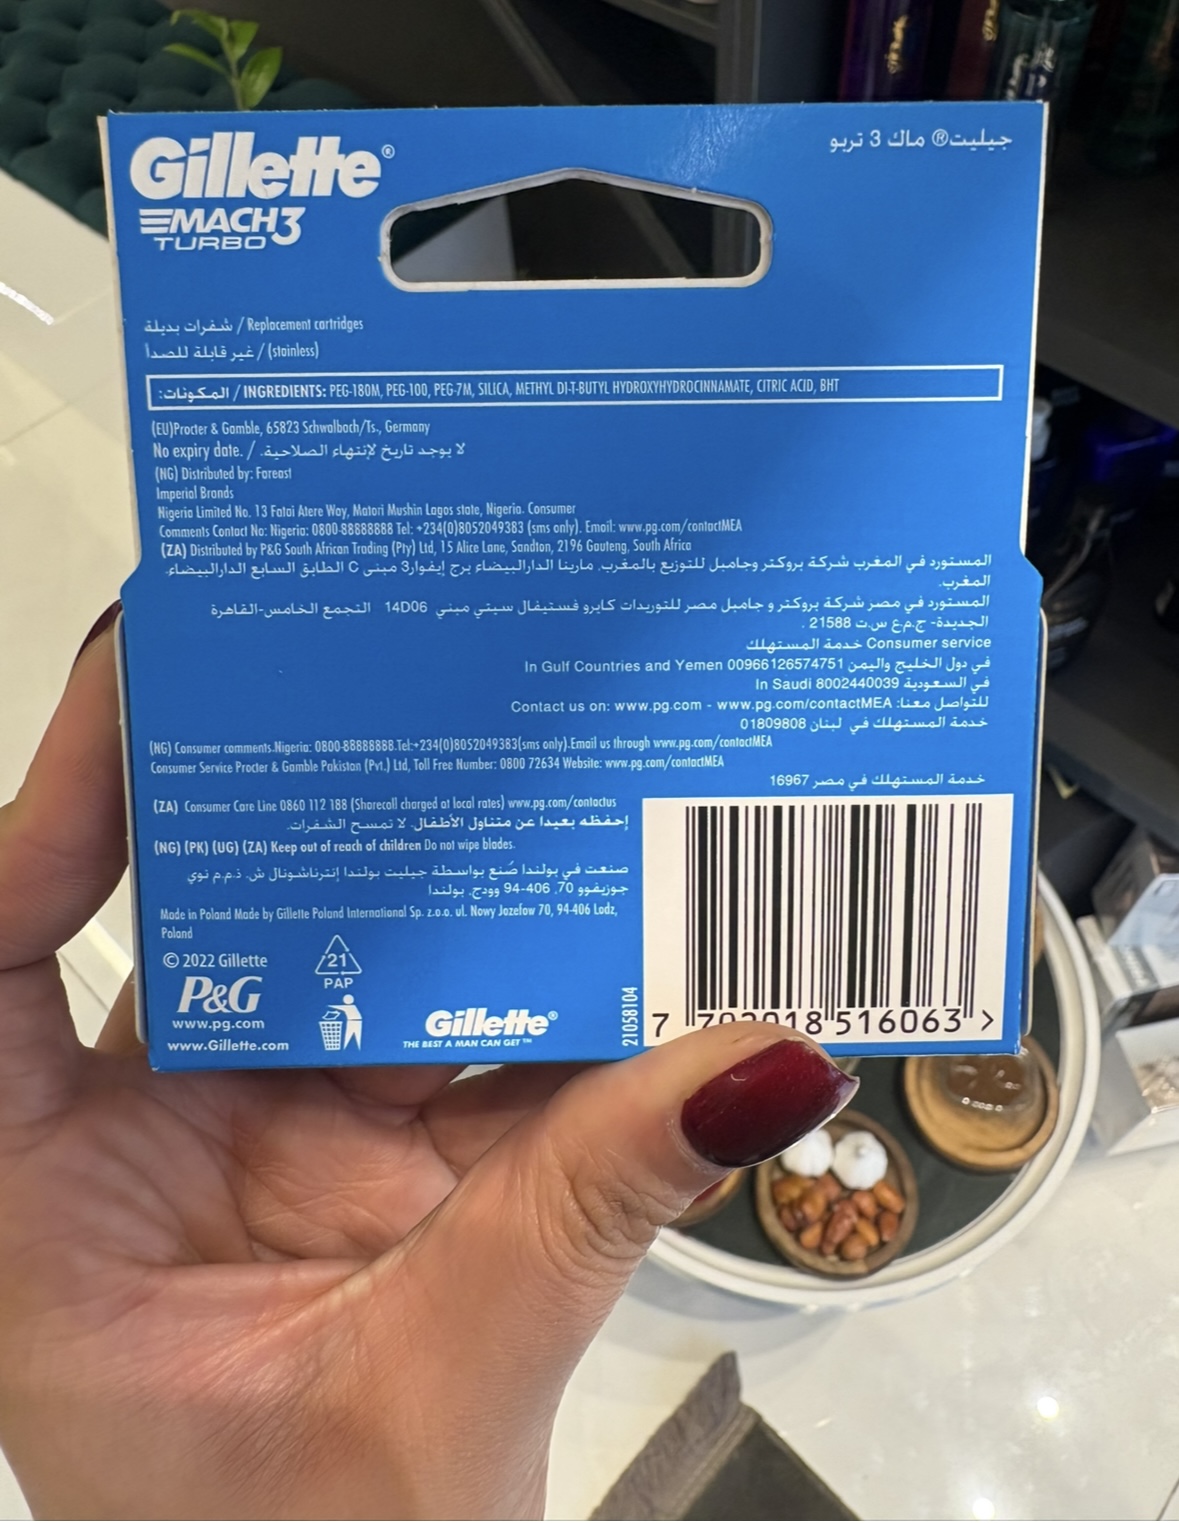 Gillette®
MACH3
TURBO
جيليت® ماك 3 تربو
شفرات بديلة / Replacement cartridges
غير قابلة للصدأ / (stainless)
المكونات: / INGREDIENTS: PEG-180M, PEG-100, PEG-7M, SILICA, METHYL DI-T-BUTYL HYDROXYHYDROCINNAMATE, CITRIC ACID, BHT
(EU)Procter & Gamble, 65823 Schwalbach/Ts., Germany
No expiry date. / لا يوجد تاريخ لإنتهاء الصلاحية.
(NG) Distributed by: Fareast
Imperial Brands
Nigeria Limited No. 13 Fatai Atere Way, Matori Mushin Lagos state, Nigeria. Consumer
Comments Contact No: Nigeria: 0800-88888888 Tel: +234(0)8052049383 (sms only). Email: www.pg.com/contactMEA
(ZA) Distributed by P&G South African Trading (Pty) Ltd, 15 Alice Lane, Sandton, 2196 Gauteng, South Africa
المستورد في المغرب شركة بروكتر وجامبل للتوزيع بالمغرب. مارينا الدارالبيضاء برج إيفوار3 مبنى C الطابق السابع الدارالبيضاء.
المغرب.
المستورد في مصر شركة بروكتر و جامبل مصر للتوريدات كايرو فستيفال سيتي مبني 14D06 التجمع الخامس-القاهرة
الجديدة- ج.م.ع س.ت 21588 .
Consumer service خدمة المستهلك
في دول الخليج واليمن In Gulf Countries and Yemen 00966126574751
في السعودية In Saudi 8002440039
للتواصل معنا: Contact us on: www.pg.com - www.pg.com/contactMEA
خدمة المستهلك في لبنان 01809808
(NG) Consumer comments.Nigeria: 0800-88888888.Tel:+234(0)8052049383(sms only).Email us through www.pg.com/contactMEA
Consumer Service Procter & Gamble Pakistan (Pvt.) Ltd, Toll Free Number: 0800 72634 Website: www.pg.com/contactMEA
خدمة المستهلك في مصر 16967
(ZA) Consumer Care Line 0860 112 188 (Sharecall charged at local rates) www.pg.com/contactus
إحفظه بعيدا عن متناول الأطفال. لا تمسح الشفرات.
(NG) (PK) (UG) (ZA) Keep out of reach of children Do not wipe blades.
صنعت في بولندا صُنع بواسطة جيليت بولندا إنترناشونال ش. ذ.م.م نوي
جوزيفوو 70، 406-94 وودج، بولندا
Made in Poland Made by Gillette Poland International Sp. z.o.o. ul. Nowy Jozefow 70, 94-406 Lodz,
Poland
© 2022 Gillette
P&G
www.pg.com
www.Gillette.com
21
PAP
Gillette®
THE BEST A MAN CAN GET™
21058104
7 702018 516063 >